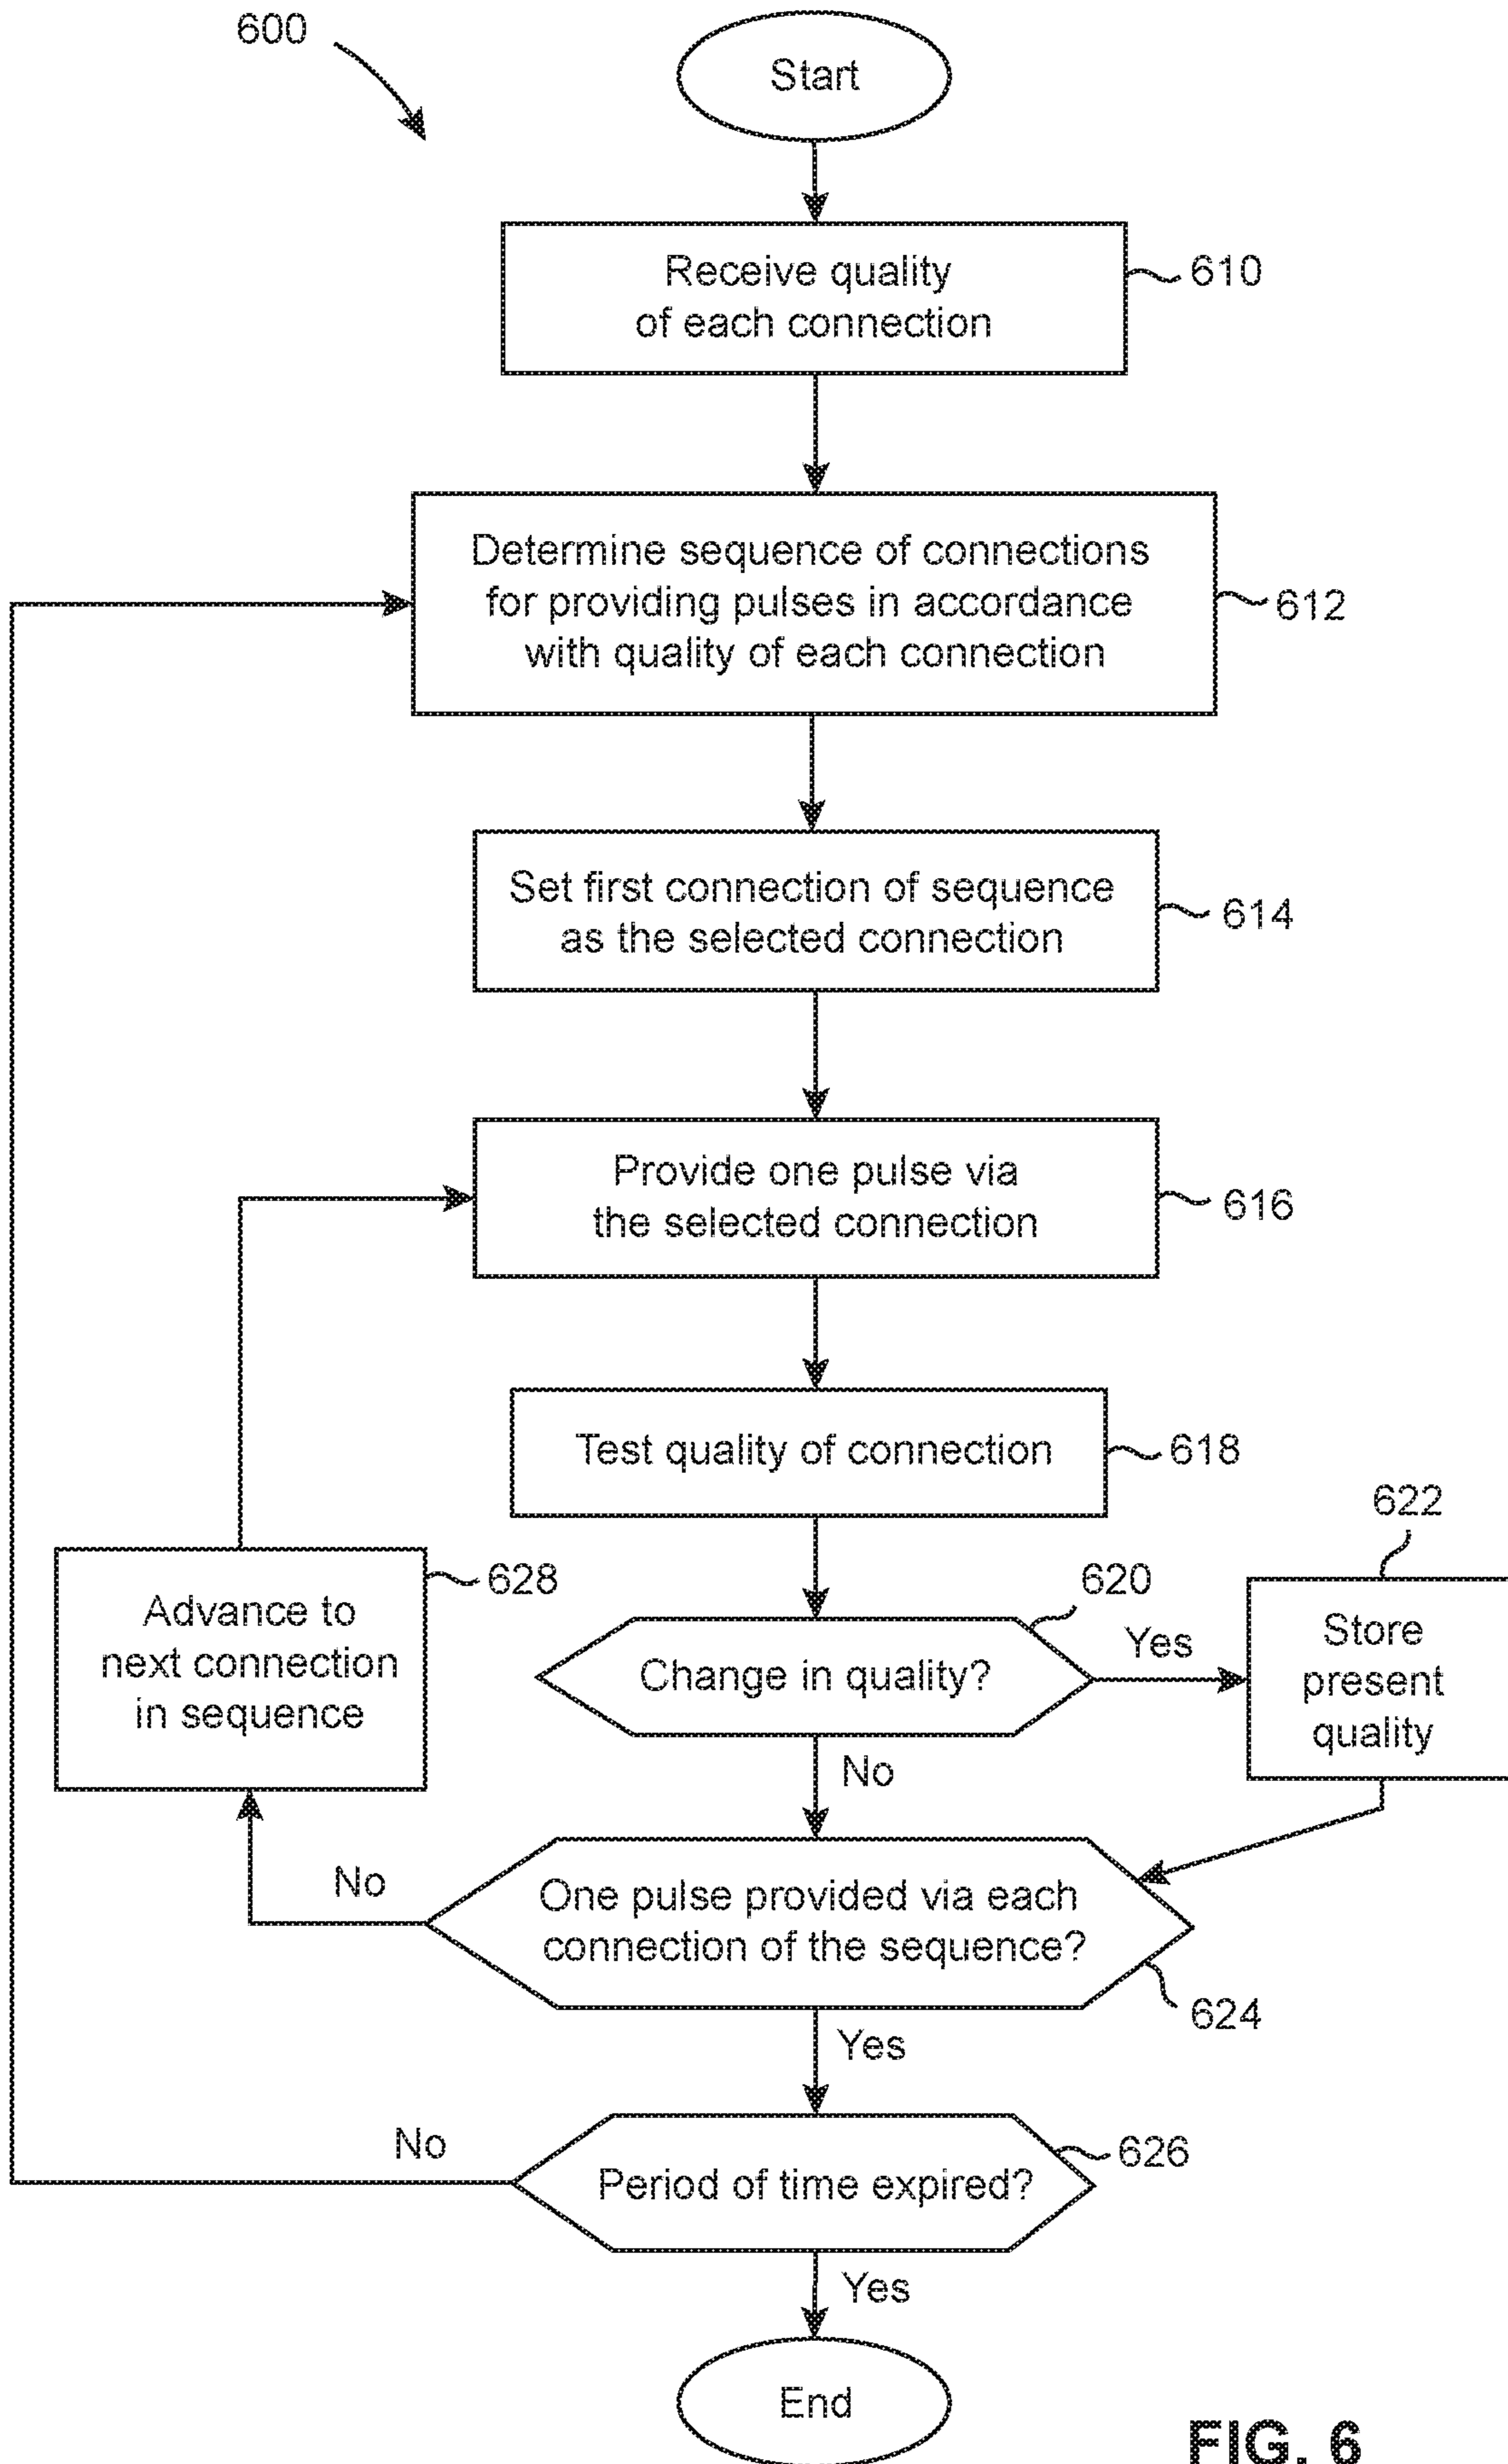 600
Start
Receive quality
of each connection
610
Determine sequence of connections
for providing pulses in accordance
with quality of each connection
612
Set first connection of sequence
as the selected connection
614
Provide one pulse via
the selected connection
616
Test quality of connection
618
622
628
620
Advance to
next connection
in sequence
Change in quality?
Yes
Store
present
quality
No
No
One pulse provided via each
connection of the sequence?
624
Yes
No
626
Period of time expired?
Yes
End
FIG. 6